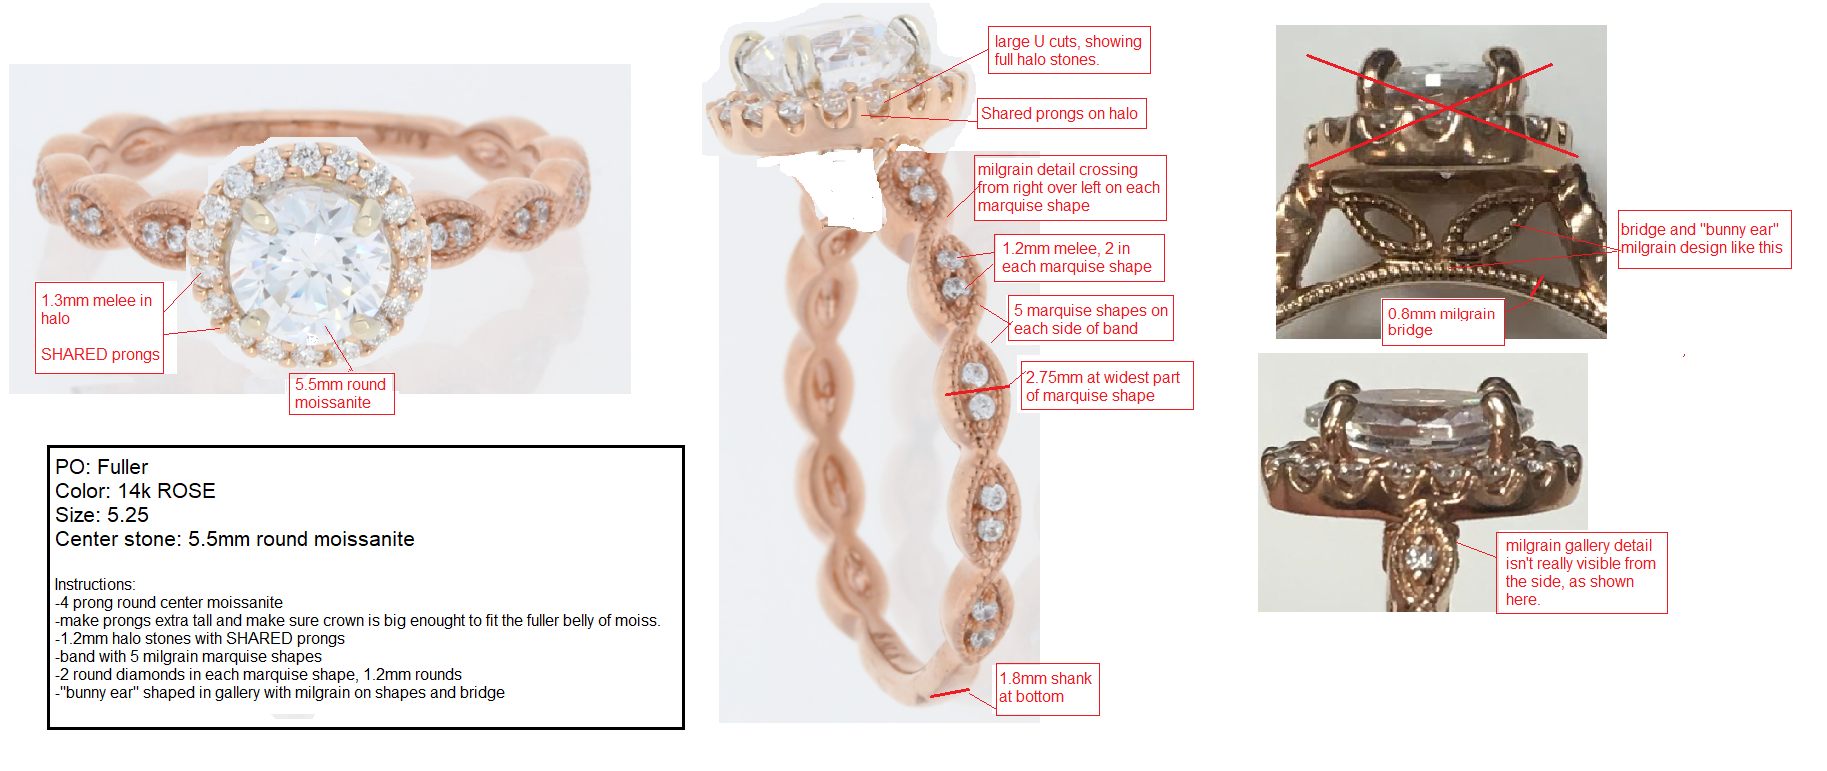 large U cuts, showing
full halo stones.
Shared prongs on halo
milgrain detail crossing
from right over left on each
marquise shape
1.2mm melee, 2 in
each marquise shape
5 marquise shapes on
each side of band
2.75mm at widest part
of marquise shape
1.8mm shank
at bottom
bridge and "bunny ear"
milgrain design like this
0.8mm milgrain
bridge
milgrain gallery detail
isn't really visible from
the side, as shown
here.
1.3mm melee in
halo
SHARED prongs
5.5mm round
moissanite
PO: Fuller
Color: 14k ROSE
Size: 5.25
Center stone: 5.5mm round moissanite
Instructions:
-4 prong round center moissanite
-make prongs extra tall and make sure crown is big enought to fit the fuller belly of moiss.
-1.2mm halo stones with SHARED prongs
-band with 5 milgrain marquise shapes
-2 round diamonds in each marquise shape, 1.2mm rounds
-"bunny ear" shaped in gallery with milgrain on shapes and bridge